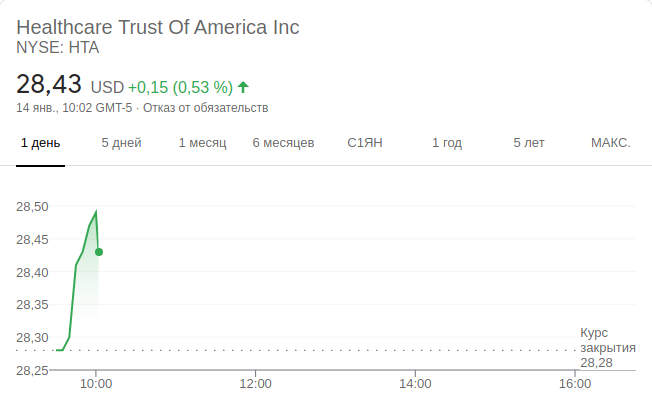 Healthcare Trust Of America Inc
NYSE: HTA
28,43 USD +0,15 (0,53 %)
14 янв., 10:02 GMT-5 · Отказ от обязательств
1 день 5 дней 1 месяц 6 месяцев С1ЯН 1 год 5 лет МАКС.
28,50
28,45
28,40
28,35
28,30
28,25
Курс
закрытия
28,28
10:00 12:00 14:00 16:00